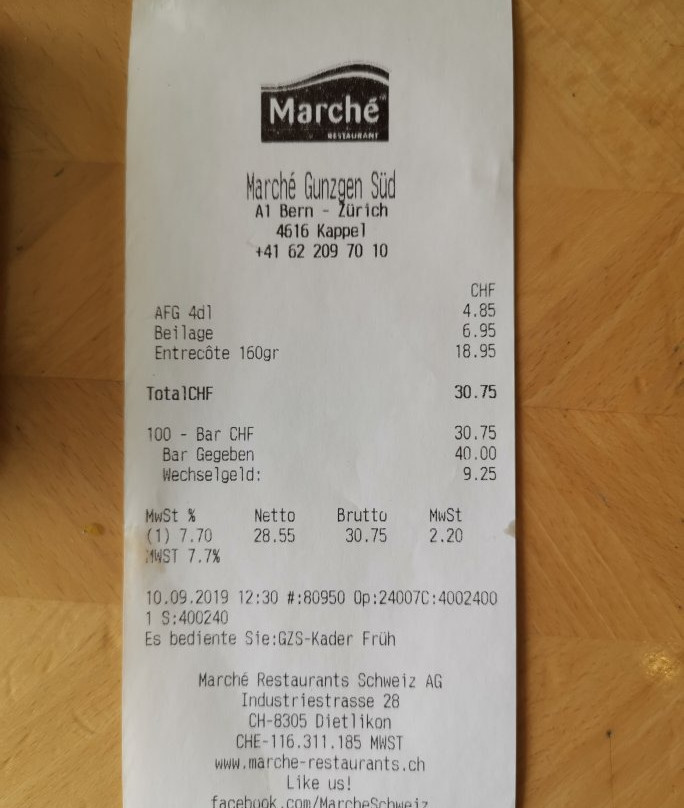 Marché
RESTAURANT
Marché Gunzgen Süd
A1 Bern - Zürich
4616 Kappel
+41 62 209 70 10
CHF
AFG 4dl 4.85
Beilage 6.95
Entrecôte 160gr 18.95
TotalCHF 30.75
100 - Bar CHF 30.75
Bar Gegeben 40.00
Wechselgeld: 9.25
MwSt % Netto Brutto MwSt
(1) 7.70 28.55 30.75 2.20
MWST 7.7%
10.09.2019 12:30 #:80950 Op:24007C:4002400
1 S:400240
Es bediente Sie:GZS-Kader Früh
Marché Restaurants Schweiz AG
Industriestrasse 28
CH-8305 Dietlikon
CHE-116.311.185 MWST
www.marche-restaurants.ch
Like us!
facebook.com/MarcheSchweiz